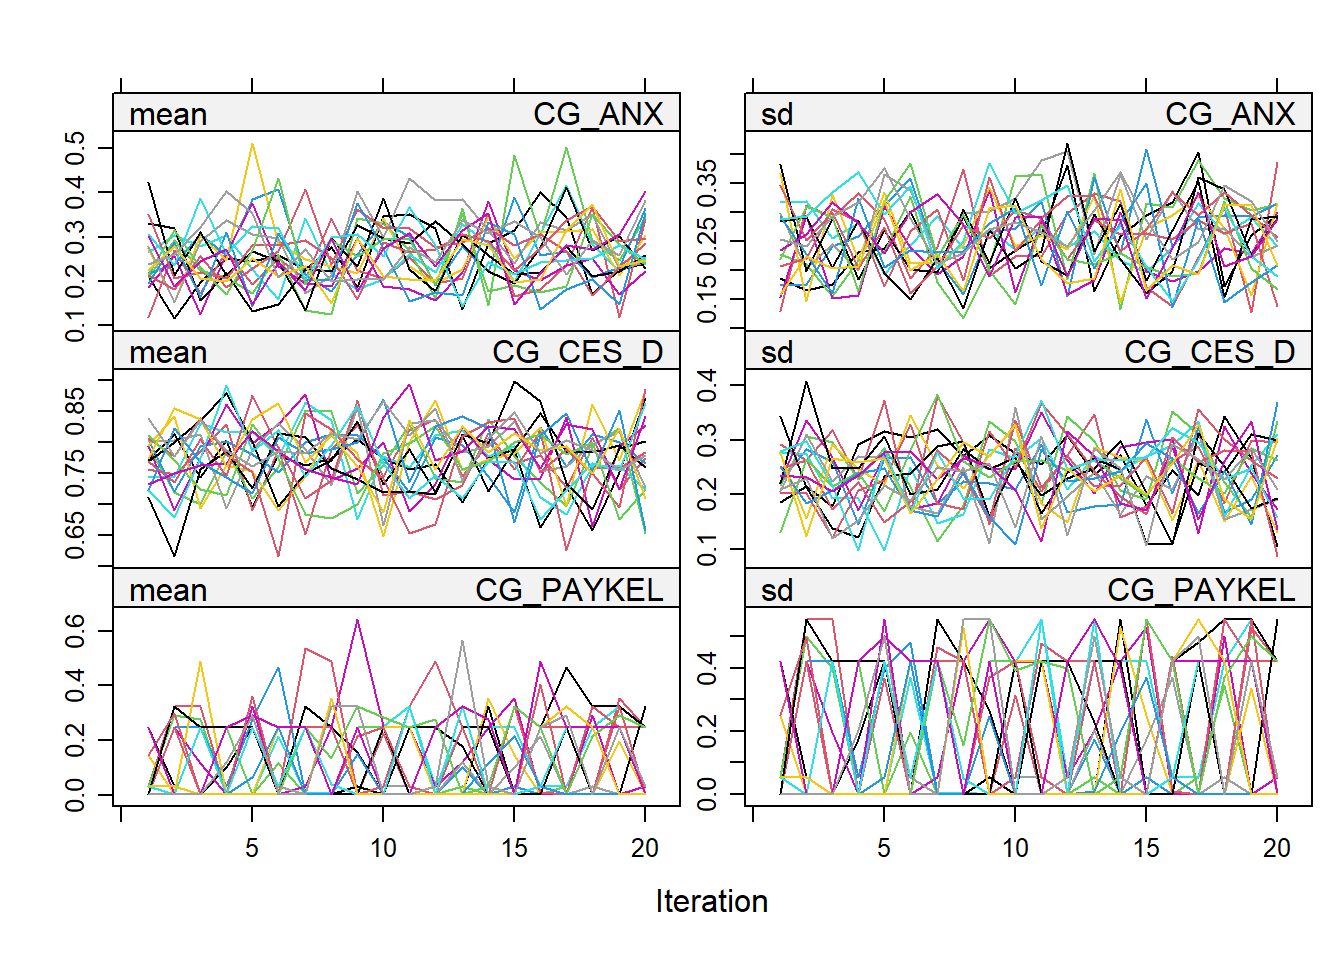 mean CG_ANX
0.1 0.2 0.3 0.4 0.5
sd CG_ANX
0.15 0.25 0.35
mean CG_CES_D
0.65 0.75 0.85
sd CG_CES_D
0.1 0.2 0.3 0.4
mean CG_PAYKEL
0.0 0.2 0.4 0.6
sd CG_PAYKEL
0.0 0.2 0.4
5 10 15 20
5 10 15 20
Iteration